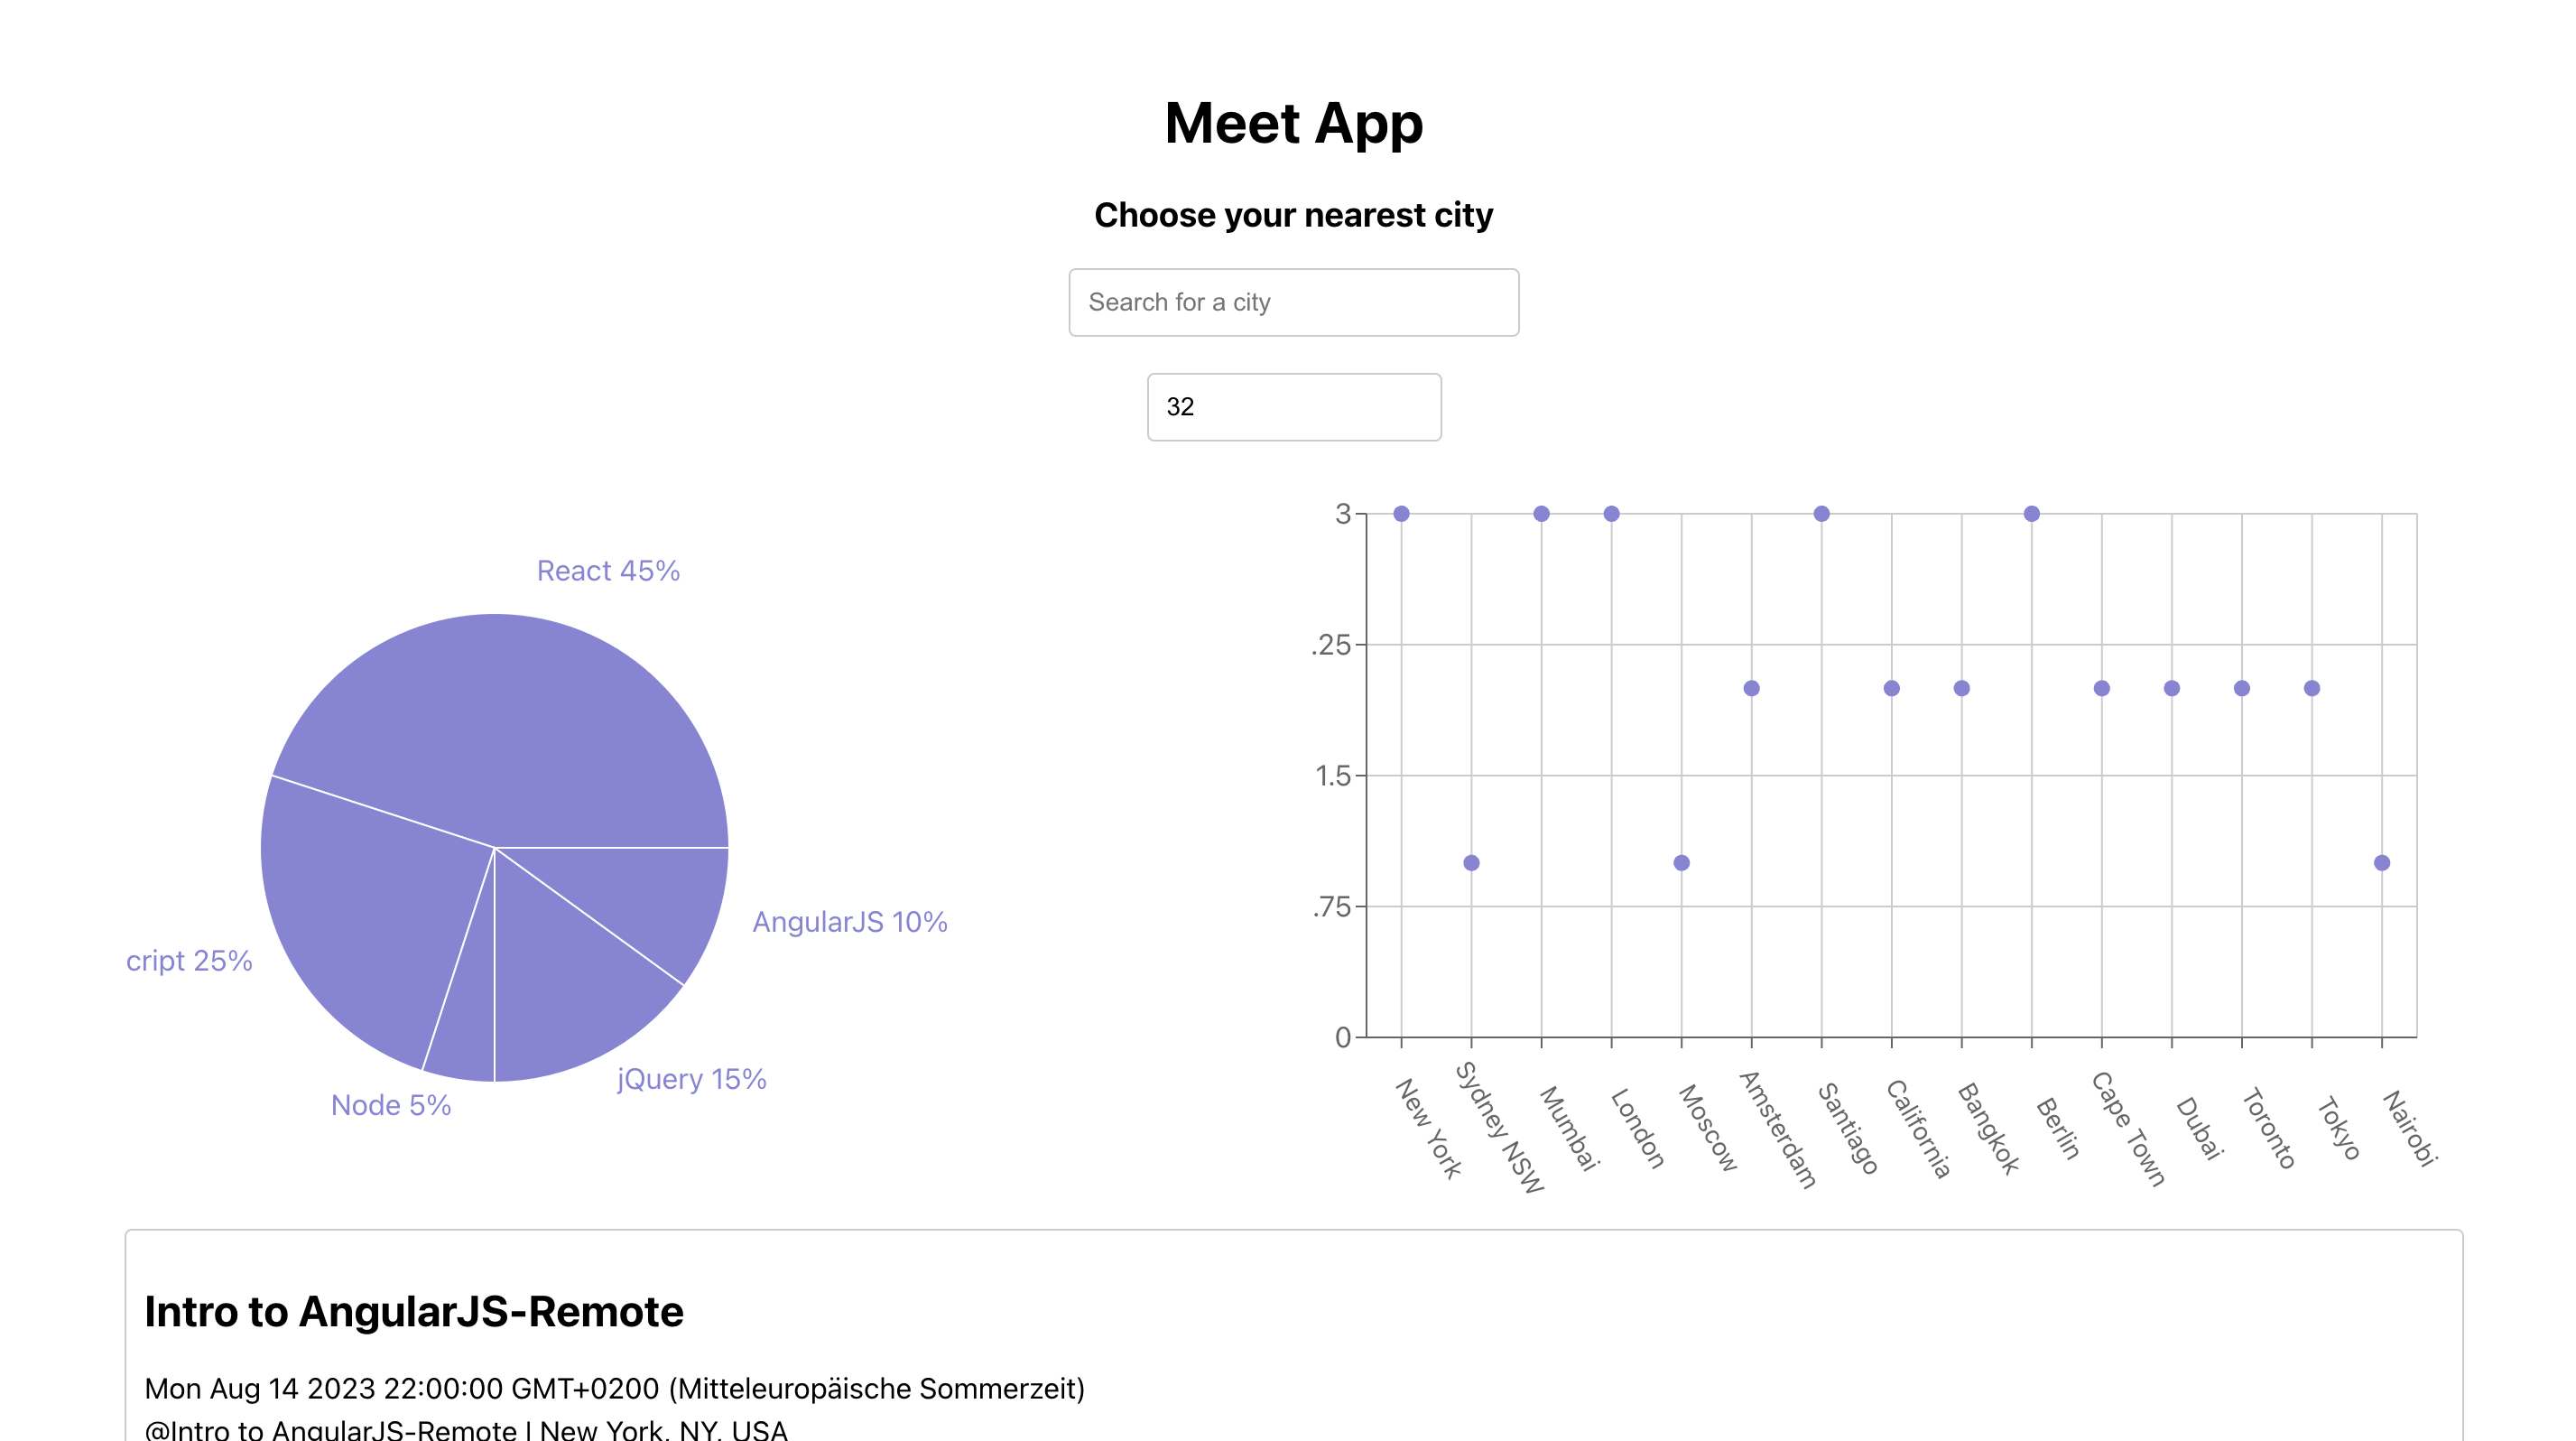 Meet App
Choose your nearest city
Search for a city
32
React 45%
AngularJS 10%
cript 25%
jQuery 15%
Node 5%
3
.25
1.5
.75
0
New York
Sydney NSW
Mumbai
London
Moscow
Amsterdam
Santiago
California
Bangkok
Berlin
Cape Town
Dubai
Toronto
Tokyo
Nairobi
Intro to AngularJS-Remote
Mon Aug 14 2023 22:00:00 GMT+0200 (Mitteleuropäische Sommerzeit)
@Intro to AngularJS-Remote | New York, NY, USA